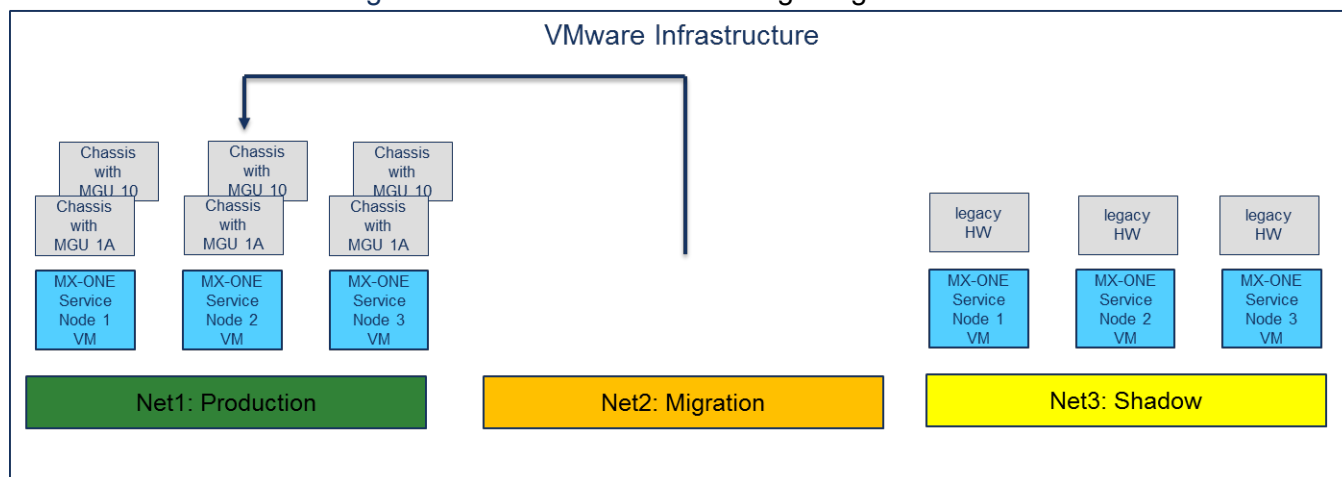 VMware Infrastructure
Chassis
with
MGU 10
Chassis
with
MGU 10
Chassis
with
MGU 10
Chassis
with
MGU 1A
Chassis
with
MGU 1A
Chassis
with
MGU 1A
legacy
HW
legacy
HW
legacy
HW
MX-ONE
Service
Node 1
VM
MX-ONE
Service
Node 2
VM
MX-ONE
Service
Node 3
VM
MX-ONE
Service
Node 1
VM
MX-ONE
Service
Node 2
VM
MX-ONE
Service
Node 3
VM
Net1: Production
Net2: Migration
Net3: Shadow